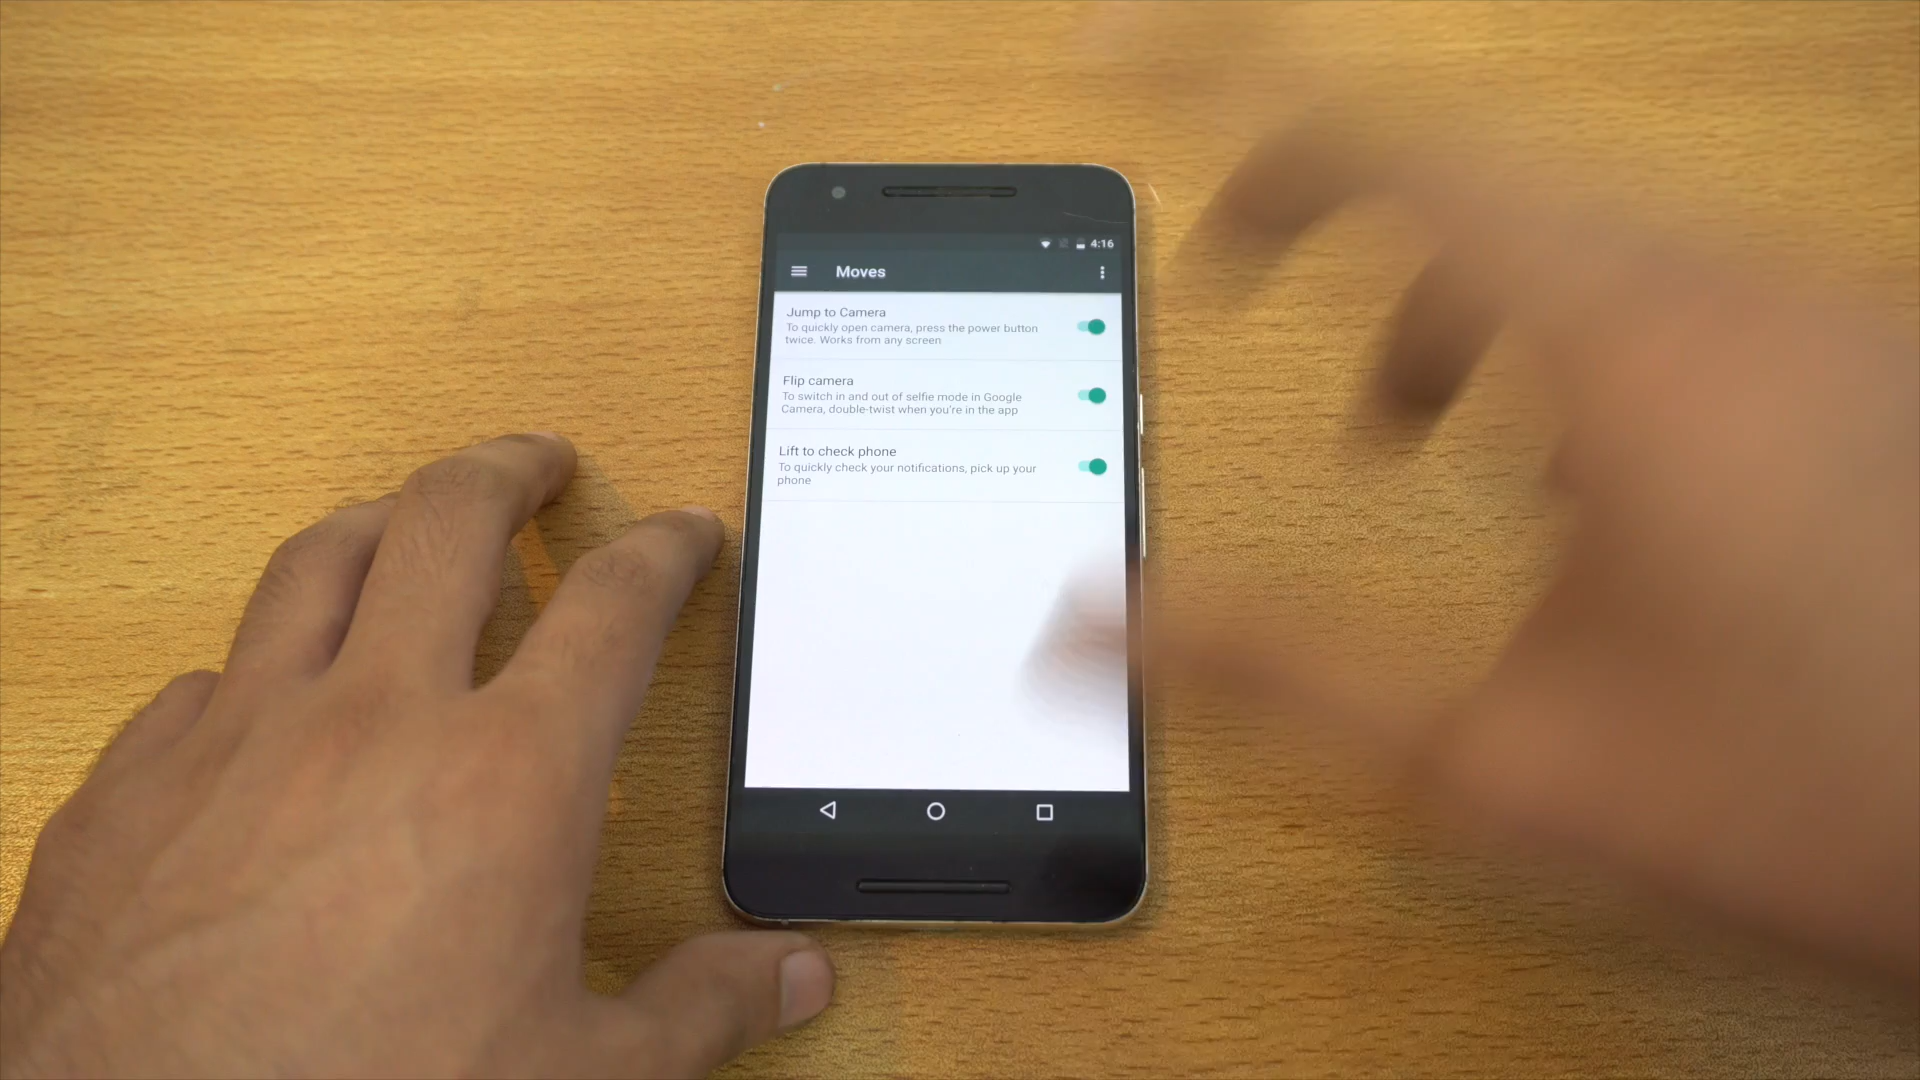 4:16
Moves
Jump to Camera
To quickly open camera, press the power button
twice. Works from any screen
Flip camera
To switch in and out of selfie mode in Google
Camera, double-twist when you're in the app
Lift to check phone
To quickly check your notifications, pick up your
phone